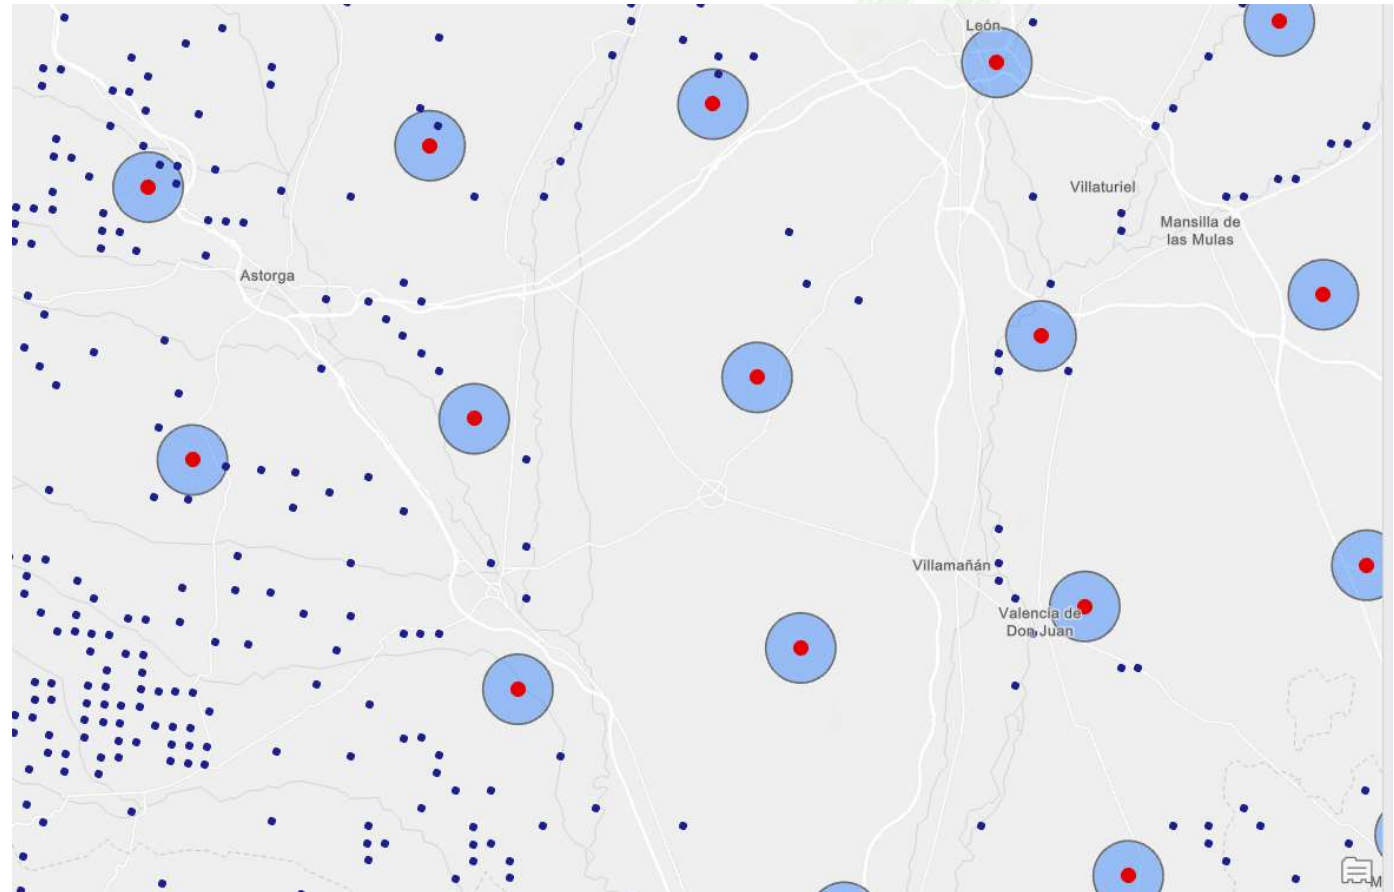 León
Villaturiel
Mansilla de
las Mulas
Astorga
Villamañán
Valencia de
Don Juan
M